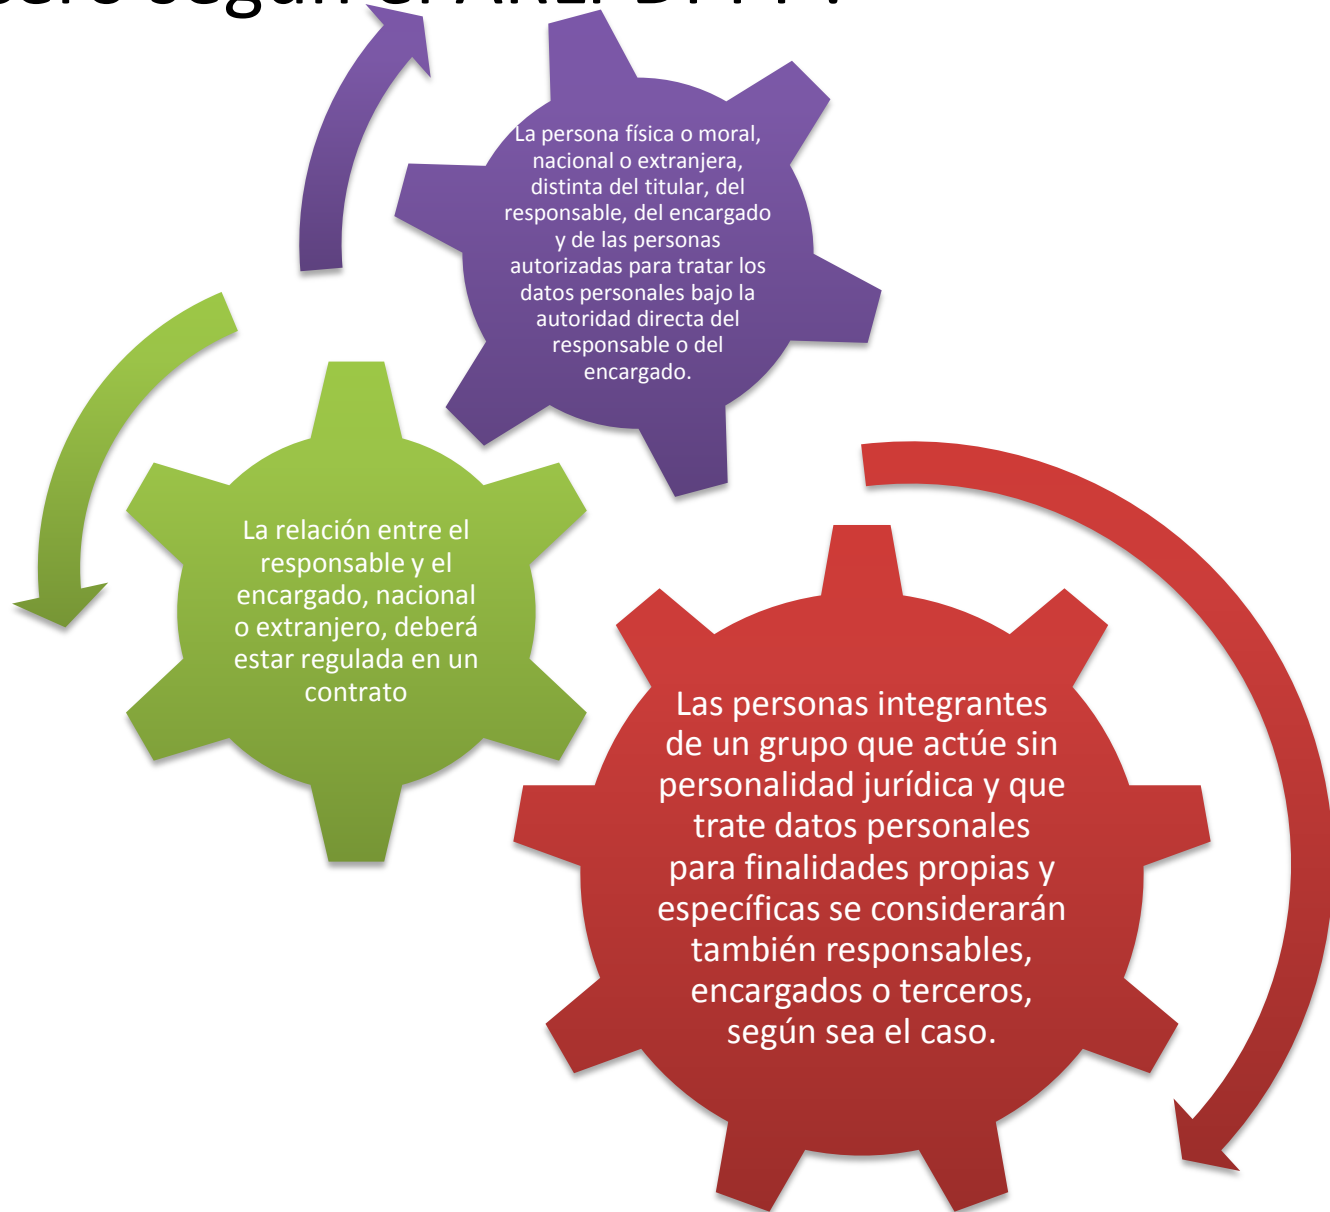 según el
La persona física o moral,
nacional o extranjera,
distinta del titular, del
responsable, del encargado
y de las personas
autorizadas para tratar los
datos personales bajo la
autoridad directa del
responsable o del
encargado.
La relación entre el
responsable y el
encargado, nacional
o extranjero, deberá
estar regulada en un
contrato
Las personas integrantes
de un grupo que actúe sin
personalidad jurídica y que
trate datos personales
para finalidades propias y
específicas se considerarán
también responsables,
encargados o terceros,
según sea el caso.